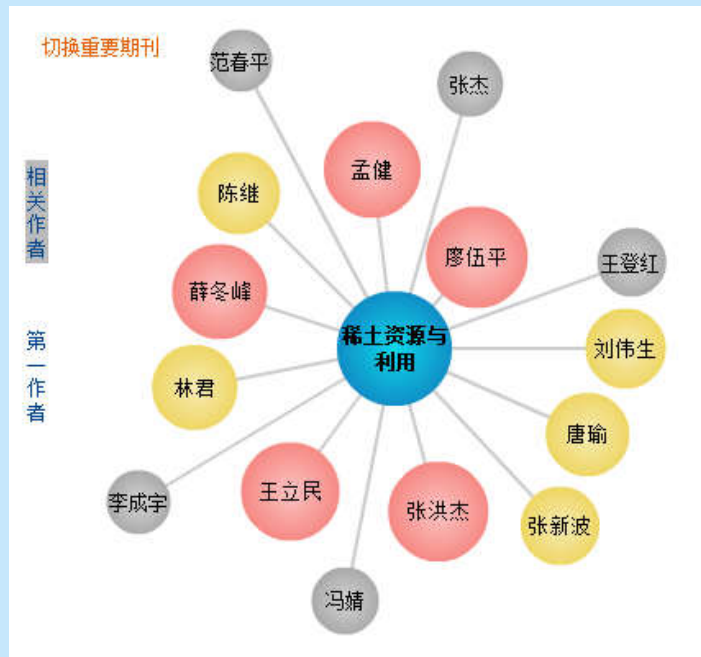 切换重要期刊
范春平
张杰
孟健
相关作者
陈继
廖伍平
王登红
薛冬峰
稀土资源与
利用
刘伟生
第一作者
林君
唐瑜
王立民
李成宇
张洪杰
张新波
冯婧